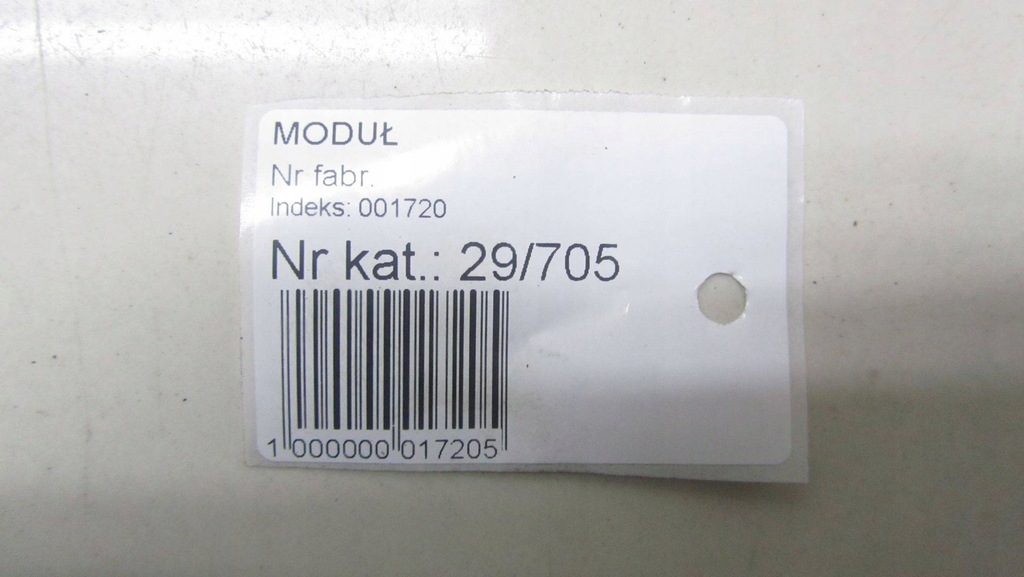 MODUŁ
Nr fabr.
Indeks: 001720
Nr kat.: 29/705
1 000000 017205